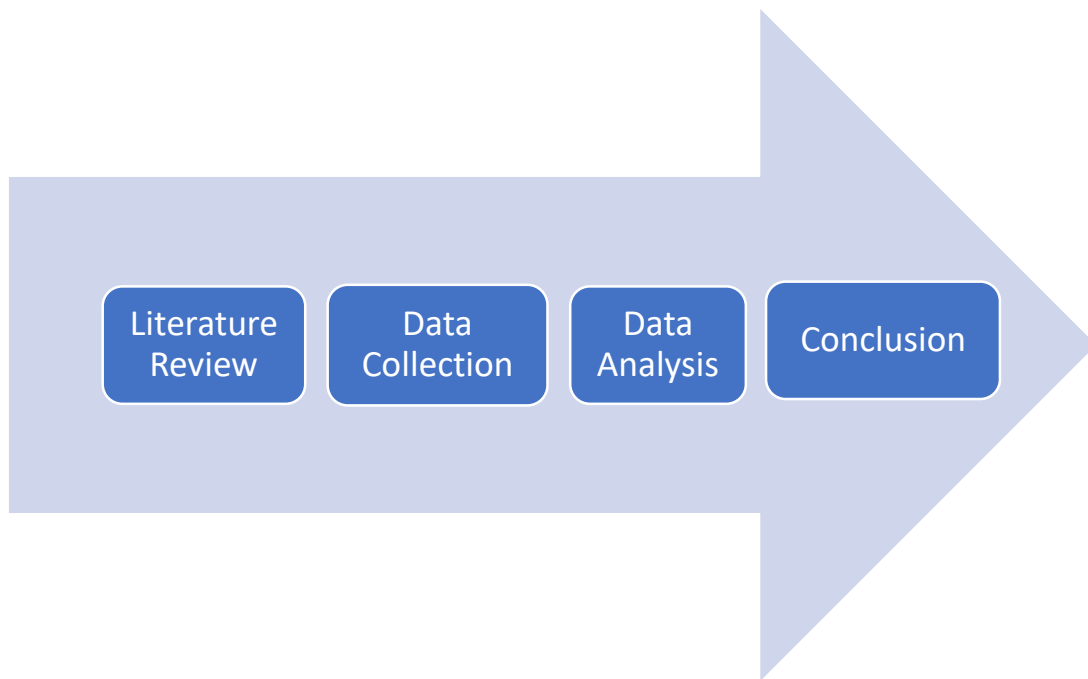 Literature
Review
Data
Collection
Data
Analysis
Conclusion